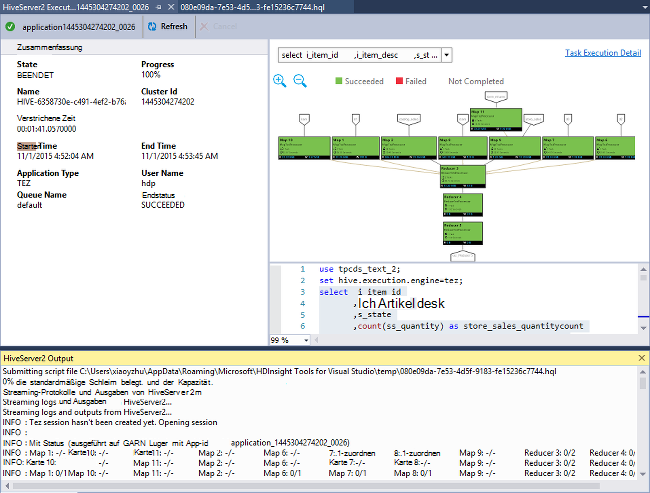 HiveServer2 Execut...1445304274202_0026
080e09da-7e53-4d5...3-fe15236c7744.hql
application1445304274202_0026
Refresh
Zusammenfassung
State
BEENDET
Progress
100%
Name
HIVE-6358730e-c491-4ef2-b76a
Cluster Id
1445304274202
Verstrichene Zeit
00:01:41.0570000
StarteTime
11/1/2015 4:52:04 AM
End Time
11/1/2015 4:53:45 AM
Application Type
TEZ
User Name
hdp
Queue Name
default
Endstatus
SUCCEEDED
select i_item_id ,i_item_desc ,s_st ...
Task Execution Detail
Succeeded
Failed
Not Completed
Map 11
Map 10
Map 1
Map 2
Map 8
Map 9
Map 7
Map 6
Reducer 3
Reducer 4
Reducer 5
1 use tpcds_text_2;
2 set hive.execution.engine=tez;
3 select i item id
4 ,Ich Artikel desk
5 ,s_state
6 ,count(ss_quantity) as store_sales_quantitycount
99 %
HiveServer2 Output
Submitting script file C:\Users\xiaoyzhu\AppData\Roaming\Microsoft\HDInsight Tools for Visual Studio\temp\080e09da-7e53-4d5f-9183-fe15236c7744.hql
0% die standardmäßige Schleim belegt. und der Kapazität.
Streaming-Protokolle und Ausgaben von HiveServer 2m
Streaming logs und Ausgaben HiveServer2...
Streaming logs and outputs from HiveServer2...
INFO : Tez session hasn't been created yet. Opening session
INFO :
INFO : Mit Status (ausgeführt auf GARN Luger mit App-Id application_1445304274202_0026)
INFO : Map 1: -/- Karte10: -/- Karte11: -/- Map 2: -/- Map 6: -/- 7:.1-zuordnen 8:.1-zuordnen Map 9: -/- Reducer 3: 0/2 Reducer 4: 0/
INFO : Karte 10: Map 11: -/- Map 2: -/- Map 6: -/- Karte 7:-/- Karte 8:-/- Map 9: -/- Reducer 3: 0/2 Reducer 4: 0/
INFO : Map 1: 0/1 Map 10: -/- Map 11: -/- Map 2: -/- Map 6: 0/1 Map 7: 0/1 Map 8: 0/1 Map 9: -/- Reducer 3: 0/2 Reducer 4: 0/